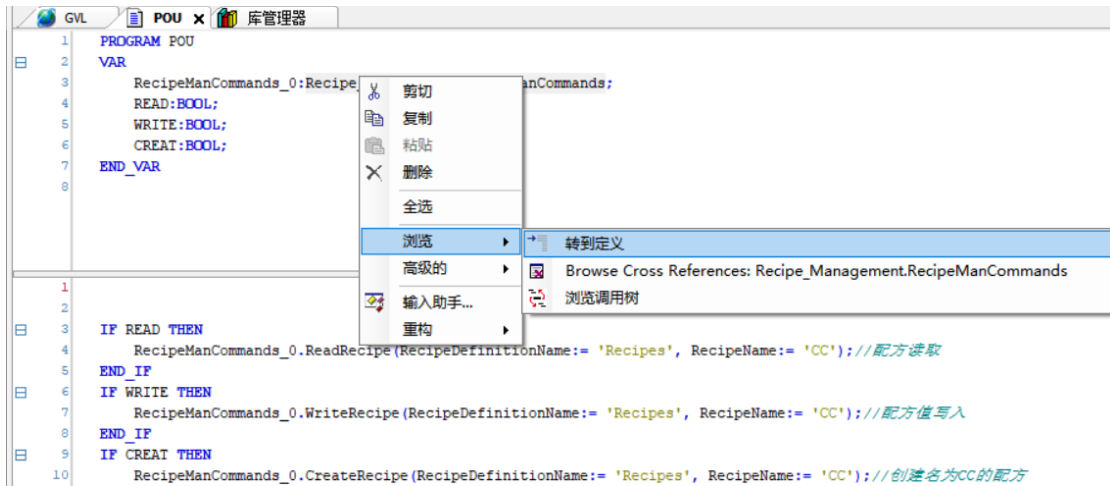 GVL POU 库管理器
1 PROGRAM POU
2 VAR
3 RecipeManCommands_0:Recipe_ anCommands;
4 READ:BOOL;
5 WRITE:BOOL;
6 CREAT:BOOL;
7 END_VAR
8
剪切
复制
粘贴
删除
全选
浏览
高级的
输入助手...
重构
转到定义
Browse Cross References: Recipe_Management.RecipeManCommands
浏览调用树
1
2
3 IF READ THEN
4 RecipeManCommands_0.ReadRecipe(RecipeDefinitionName:= 'Recipes', RecipeName:= 'CC');//配方读取
5 END_IF
6 IF WRITE THEN
7 RecipeManCommands_0.WriteRecipe(RecipeDefinitionName:= 'Recipes', RecipeName:= 'CC');//配方值写入
8 END_IF
9 IF CREAT THEN
10 RecipeManCommands_0.CreateRecipe(RecipeDefinitionName:= 'Recipes', RecipeName:= 'CC');//创建名为CC的配方